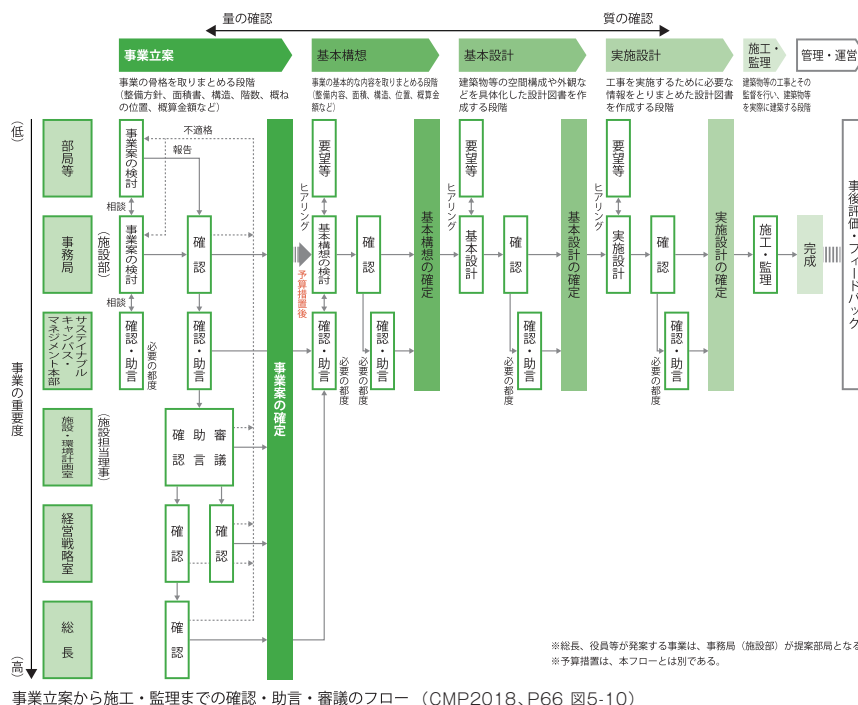 量の確認
質の確認
事業立案
基本構想
基本設計
実施設計
施工・
監理
管理・運営
事業の骨格を取りまとめる段階
（整備方針、面積書、構造、階数、概ね
の位置、概算金額など）
事業の基本的な内容を取りまとめる段階
（整備内容、面積、構造、位置、概算金
額など）
建築物等の空間構成や外観な
どを具体化した設計図書を作
成する段階
工事を実施するために必要な
情報をとりまとめた設計図書
を作成する段階
建築物等の工事とその
監督を行い、建築物等
を実際に建築する段階
（低）
事業の重要度
（高）
部局等
事務局
（施設部）
サステイナブル
キャンパス・
マネジメント本部
施設・環境計画室
（施設担当理事）
経営戦略室
総長
事業案の検討
不適格
報告
相談
事業案の検討
確認
相談
確認・助言
必要の都度
確認・助言
審議
助言
確認
確認
確認
確認
事業案の確定
予算措置後
ヒアリング
要望等
基本構想の検討
確認
確認・助言
必要の都度
必要の都度
確認・助言
基本構想の確定
ヒアリング
要望等
基本設計
確認
必要の都度
確認・助言
基本設計の確定
ヒアリング
要望等
実施設計
確認
必要の都度
確認・助言
実施設計の確定
施工・監理
完成
事後評価・フィードバック
※総長、役員等が発案する事業は、事務局（施設部）が提案部局となる
※予算措置は、本フローとは別である。
事業立案から施工・監理までの確認・助言・審議のフロー （CMP2018、P66 図5-10）